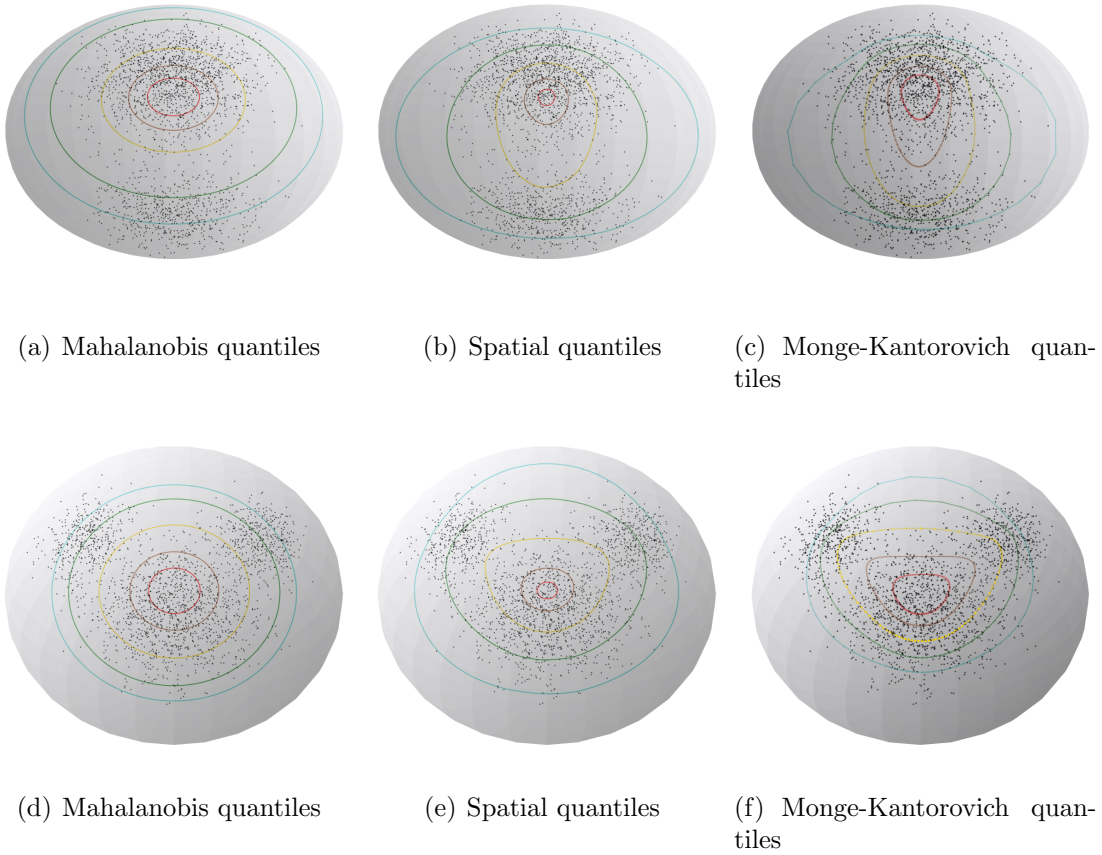 (a) Mahalanobis quantiles
(b) Spatial quantiles
(c) Monge-Kantorovich quan-
tiles
(d) Mahalanobis quantiles
(e) Spatial quantiles
(f) Monge-Kantorovich quan-
tiles